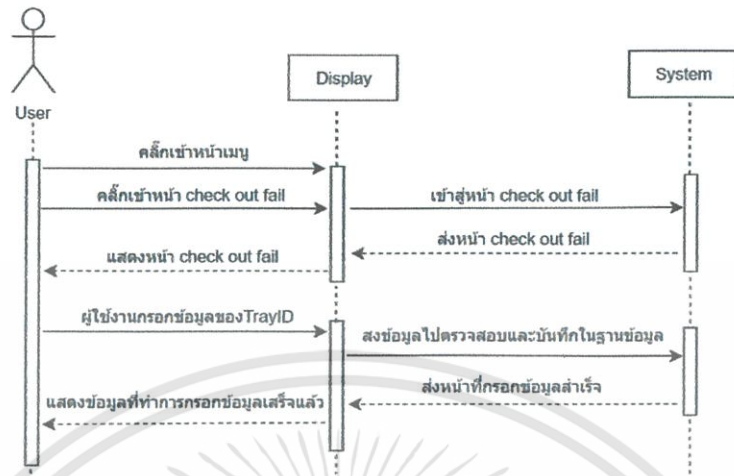 User
Display
System
คลิ๊กเข้าหน้าเมนู
คลิ๊กเข้าหน้า check out fail
เข้าสู่หน้า check out fail
ส่งหน้า check out fail
แสดงหน้า check out fail
ผู้ใช้งานกรอกข้อมูลของTrayID
สงข้อมูลไปตรวจสอบและบันทึกในฐานข้อมูล
ส่งหน้าที่กรอกข้อมูลสำเร็จ
แสดงข้อมูลที่ทำการกรอกข้อมูลเสร็จแล้ว